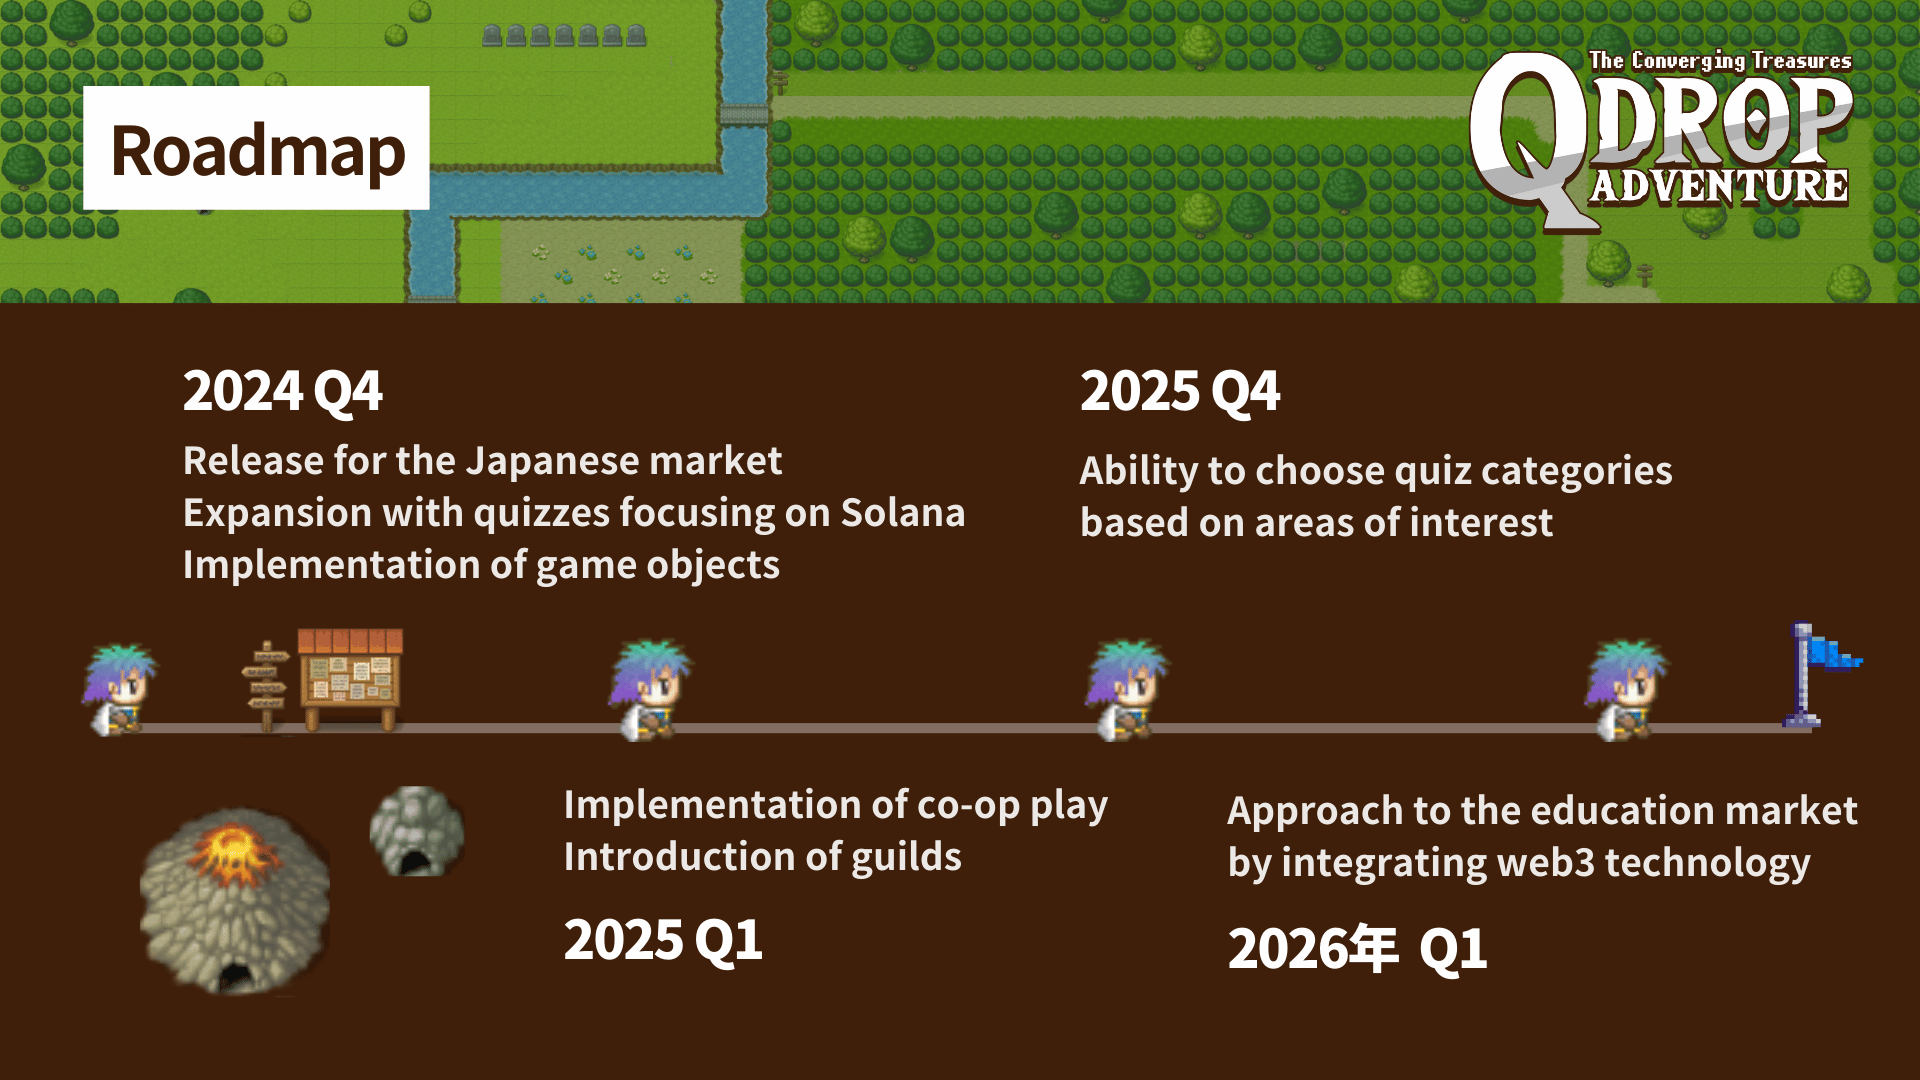 Roadmap
The Converging Treasures
QDROP
ADVENTURE
2024 Q4
Release for the Japanese market
Expansion with quizzes focusing on Solana
Implementation of game objects
2025 Q4
Ability to choose quiz categories
based on areas of interest
Implementation of co-op play
Introduction of guilds
2025 Q1
Approach to the education market
by integrating web3 technology
2026年 Q1